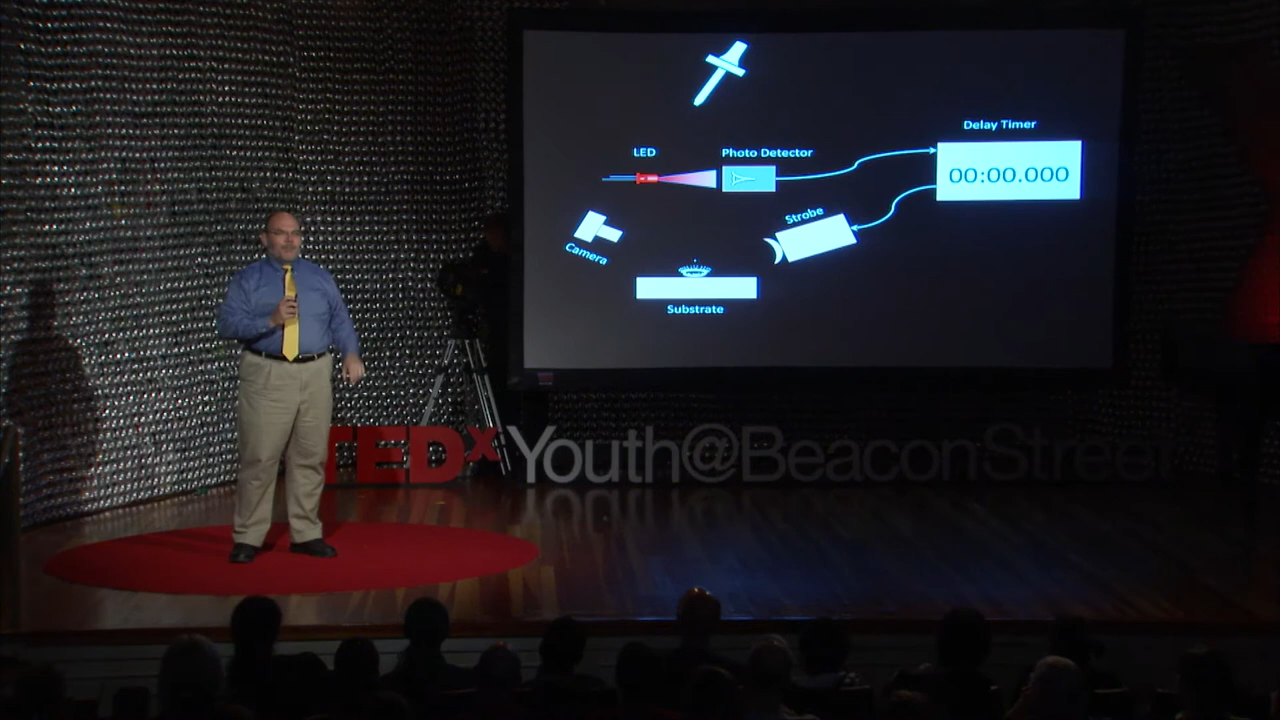 Delay Timer
LED
Photo Detector
00:00.000
Strobe
Camera
Substrate
TEDx Youth@BeaconStreet